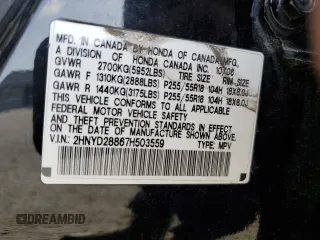 MFD. IN CANADA BY HONDA OF CANADA MFG.
A DIVISION OF HONDA CANADA INC. 10/06
GVWR 2700KG(5952LBS) TIRE SIZE RIM SIZE
GAWR F 1310KG(2888LBS) P255/55R18 104H 18X8.0J
GAWR R 1440KG(3175LBS) P255/55R18 104H 18X8.0J
THIS VEHICLE CONFORMS TO ALL APPLICABLE
FEDERAL MOTOR VEHICLE SAFETY
STANDARDS IN EFFECT ON THE DATE OF
MANUFACTURE SHOWN ABOVE.
V.I.N.: 2HNYD28867H503559 TYPE: MPV
DREAMBID